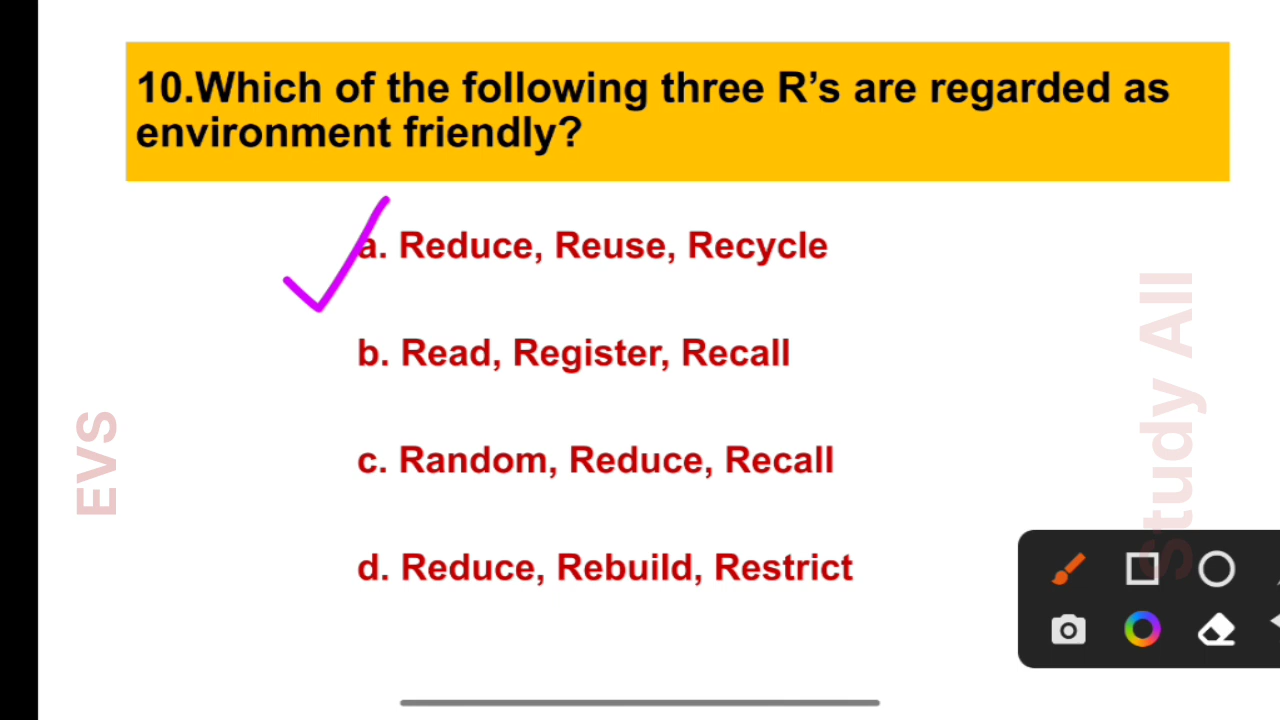 10.Which of the following three R’s are regarded as
environment friendly?
a. Reduce, Reuse, Recycle
b. Read, Register, Recall
c. Random, Reduce, Recall
d. Reduce, Rebuild, Restrict
EVS
Study All